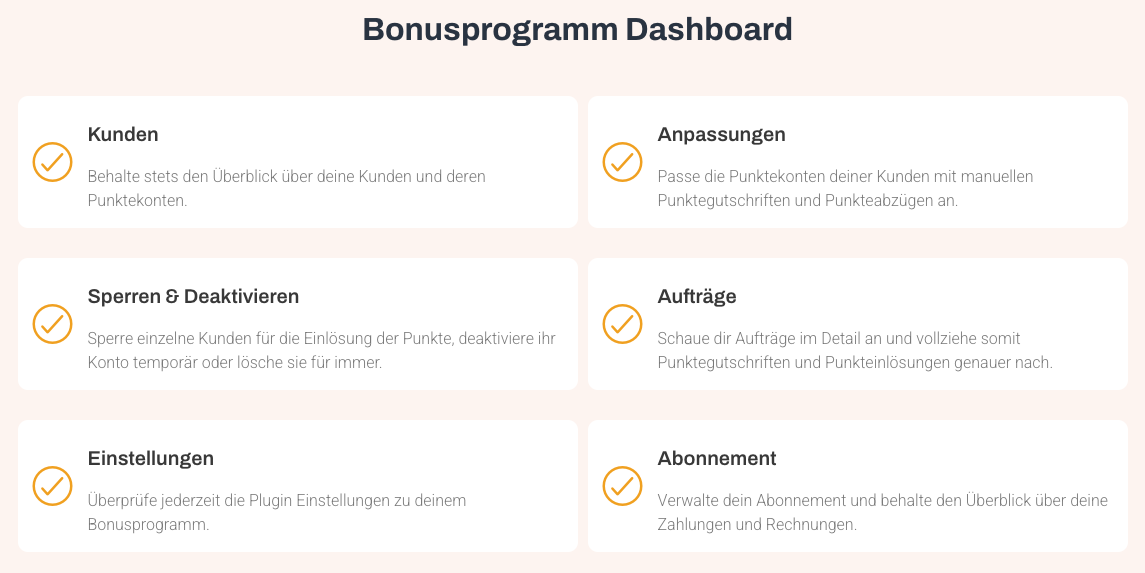 Bonusprogramm Dashboard
Kunden
Behalte stets den Überblick über deine Kunden und deren
Punktekonten.
Anpassungen
Passe die Punktekonten deiner Kunden mit manuellen
Punktegutschriften und Punkteabzügen an.
Sperren & Deaktivieren
Sperre einzelne Kunden für die Einlösung der Punkte, deaktiviere ihr
Konto temporär oder lösche sie für immer.
Aufträge
Schaue dir Aufträge im Detail an und vollziehe somit
Punktegutschriften und Punkteinlösungen genauer nach.
Einstellungen
Überprüfe jederzeit die Plugin Einstellungen zu deinem
Bonusprogramm.
Abonnement
Verwalte dein Abonnement und behalte den Überblick über deine
Zahlungen und Rechnungen.